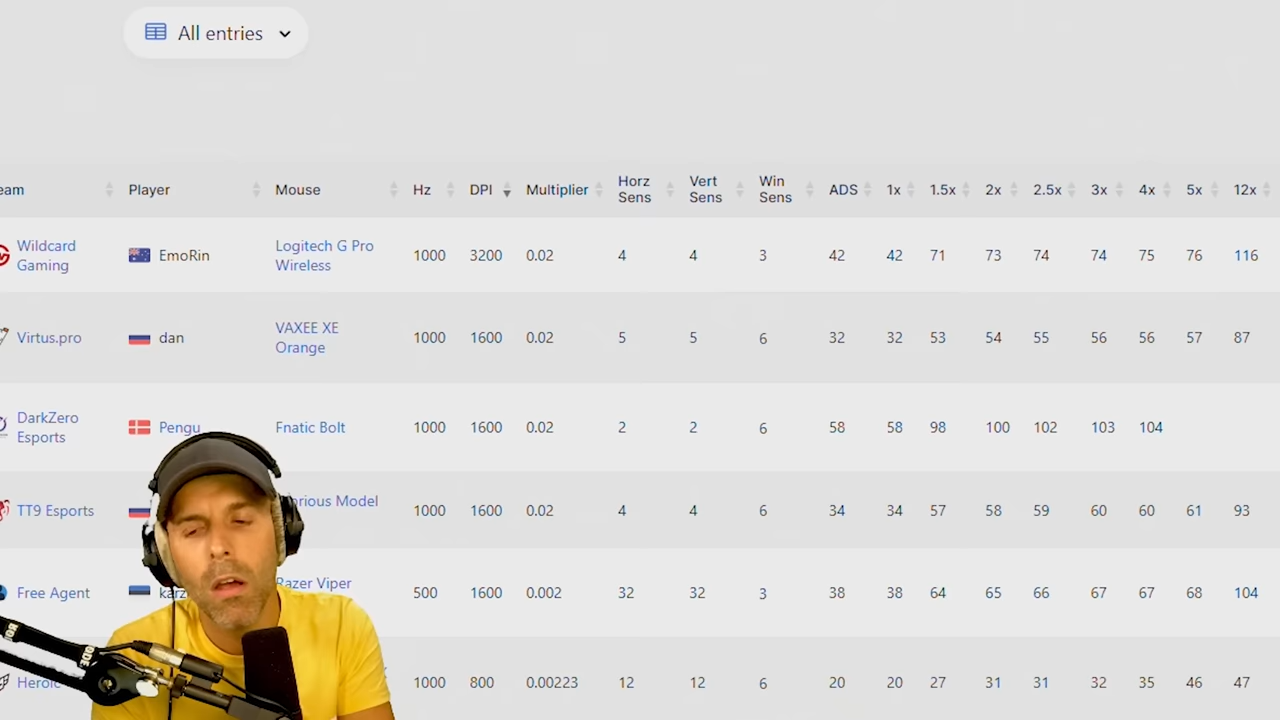 All entries
eam Player Mouse Hz DPI Multiplier Horz Sens Vert Sens Win Sens ADS 1x 1.5x 2x 2.5x 3x 4x 5x 12x
Wildcard Gaming EmoRin Logitech G Pro Wireless 1000 3200 0.02 4 4 3 42 42 71 73 74 74 75 76 116
Virtus.pro dan VAXEE XE Orange 1000 1600 0.02 5 5 6 32 32 53 54 55 56 56 57 87
DarkZero Esports Pengu Fnatic Bolt 1000 1600 0.02 2 2 6 58 58 98 100 102 103 104
TT9 Esports Model 1000 1600 0.02 4 4 6 34 34 57 58 59 60 60 61 93
Free Agent Razer Viper 500 1600 0.002 32 32 3 38 38 64 65 66 67 67 68 104
1000 800 0.00223 12 12 6 20 20 27 31 31 32 35 46 47
RODE